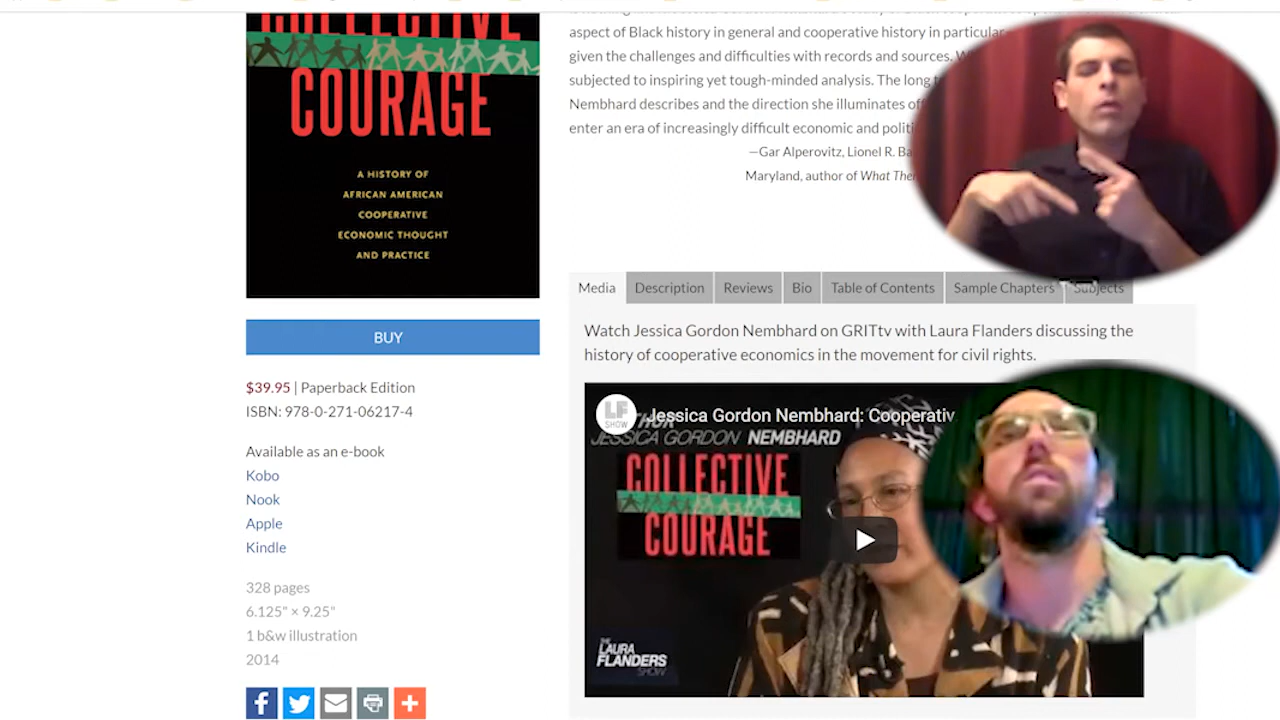 COLLECTIVE
COURAGE
A HISTORY OF
AFRICAN AMERICAN
COOPERATIVE
ECONOMIC THOUGHT
AND PRACTICE
BUY
$39.95 | Paperback Edition
ISBN: 978-0-271-06217-4
Available as an e-book
Kobo
Nook
Apple
Kindle
328 pages
6.125" × 9.25"
1 b&w illustration
2014
aspect of Black history in general and cooperative history in particular
given the challenges and difficulties with records and sources.
subjected to inspiring yet tough-minded analysis. The long
Nembhard describes and the direction she illuminates
enter an era of increasingly difficult economic and
—Gar Alperovitz, Lionel R.
Maryland, author of What
Media Description Reviews Bio Table of Contents Sample Chapters Subjects
Watch Jessica Gordon Nembhard on GRITtv with Laura Flanders discussing the
history of cooperative economics in the movement for civil rights.
LF
SHOW
Jessica Gordon Nembhard: Cooperativ
JESSICA GORDON NEMBHARD
COLLECTIVE
COURAGE
THE
LAURA
FLANDERS
SHOW